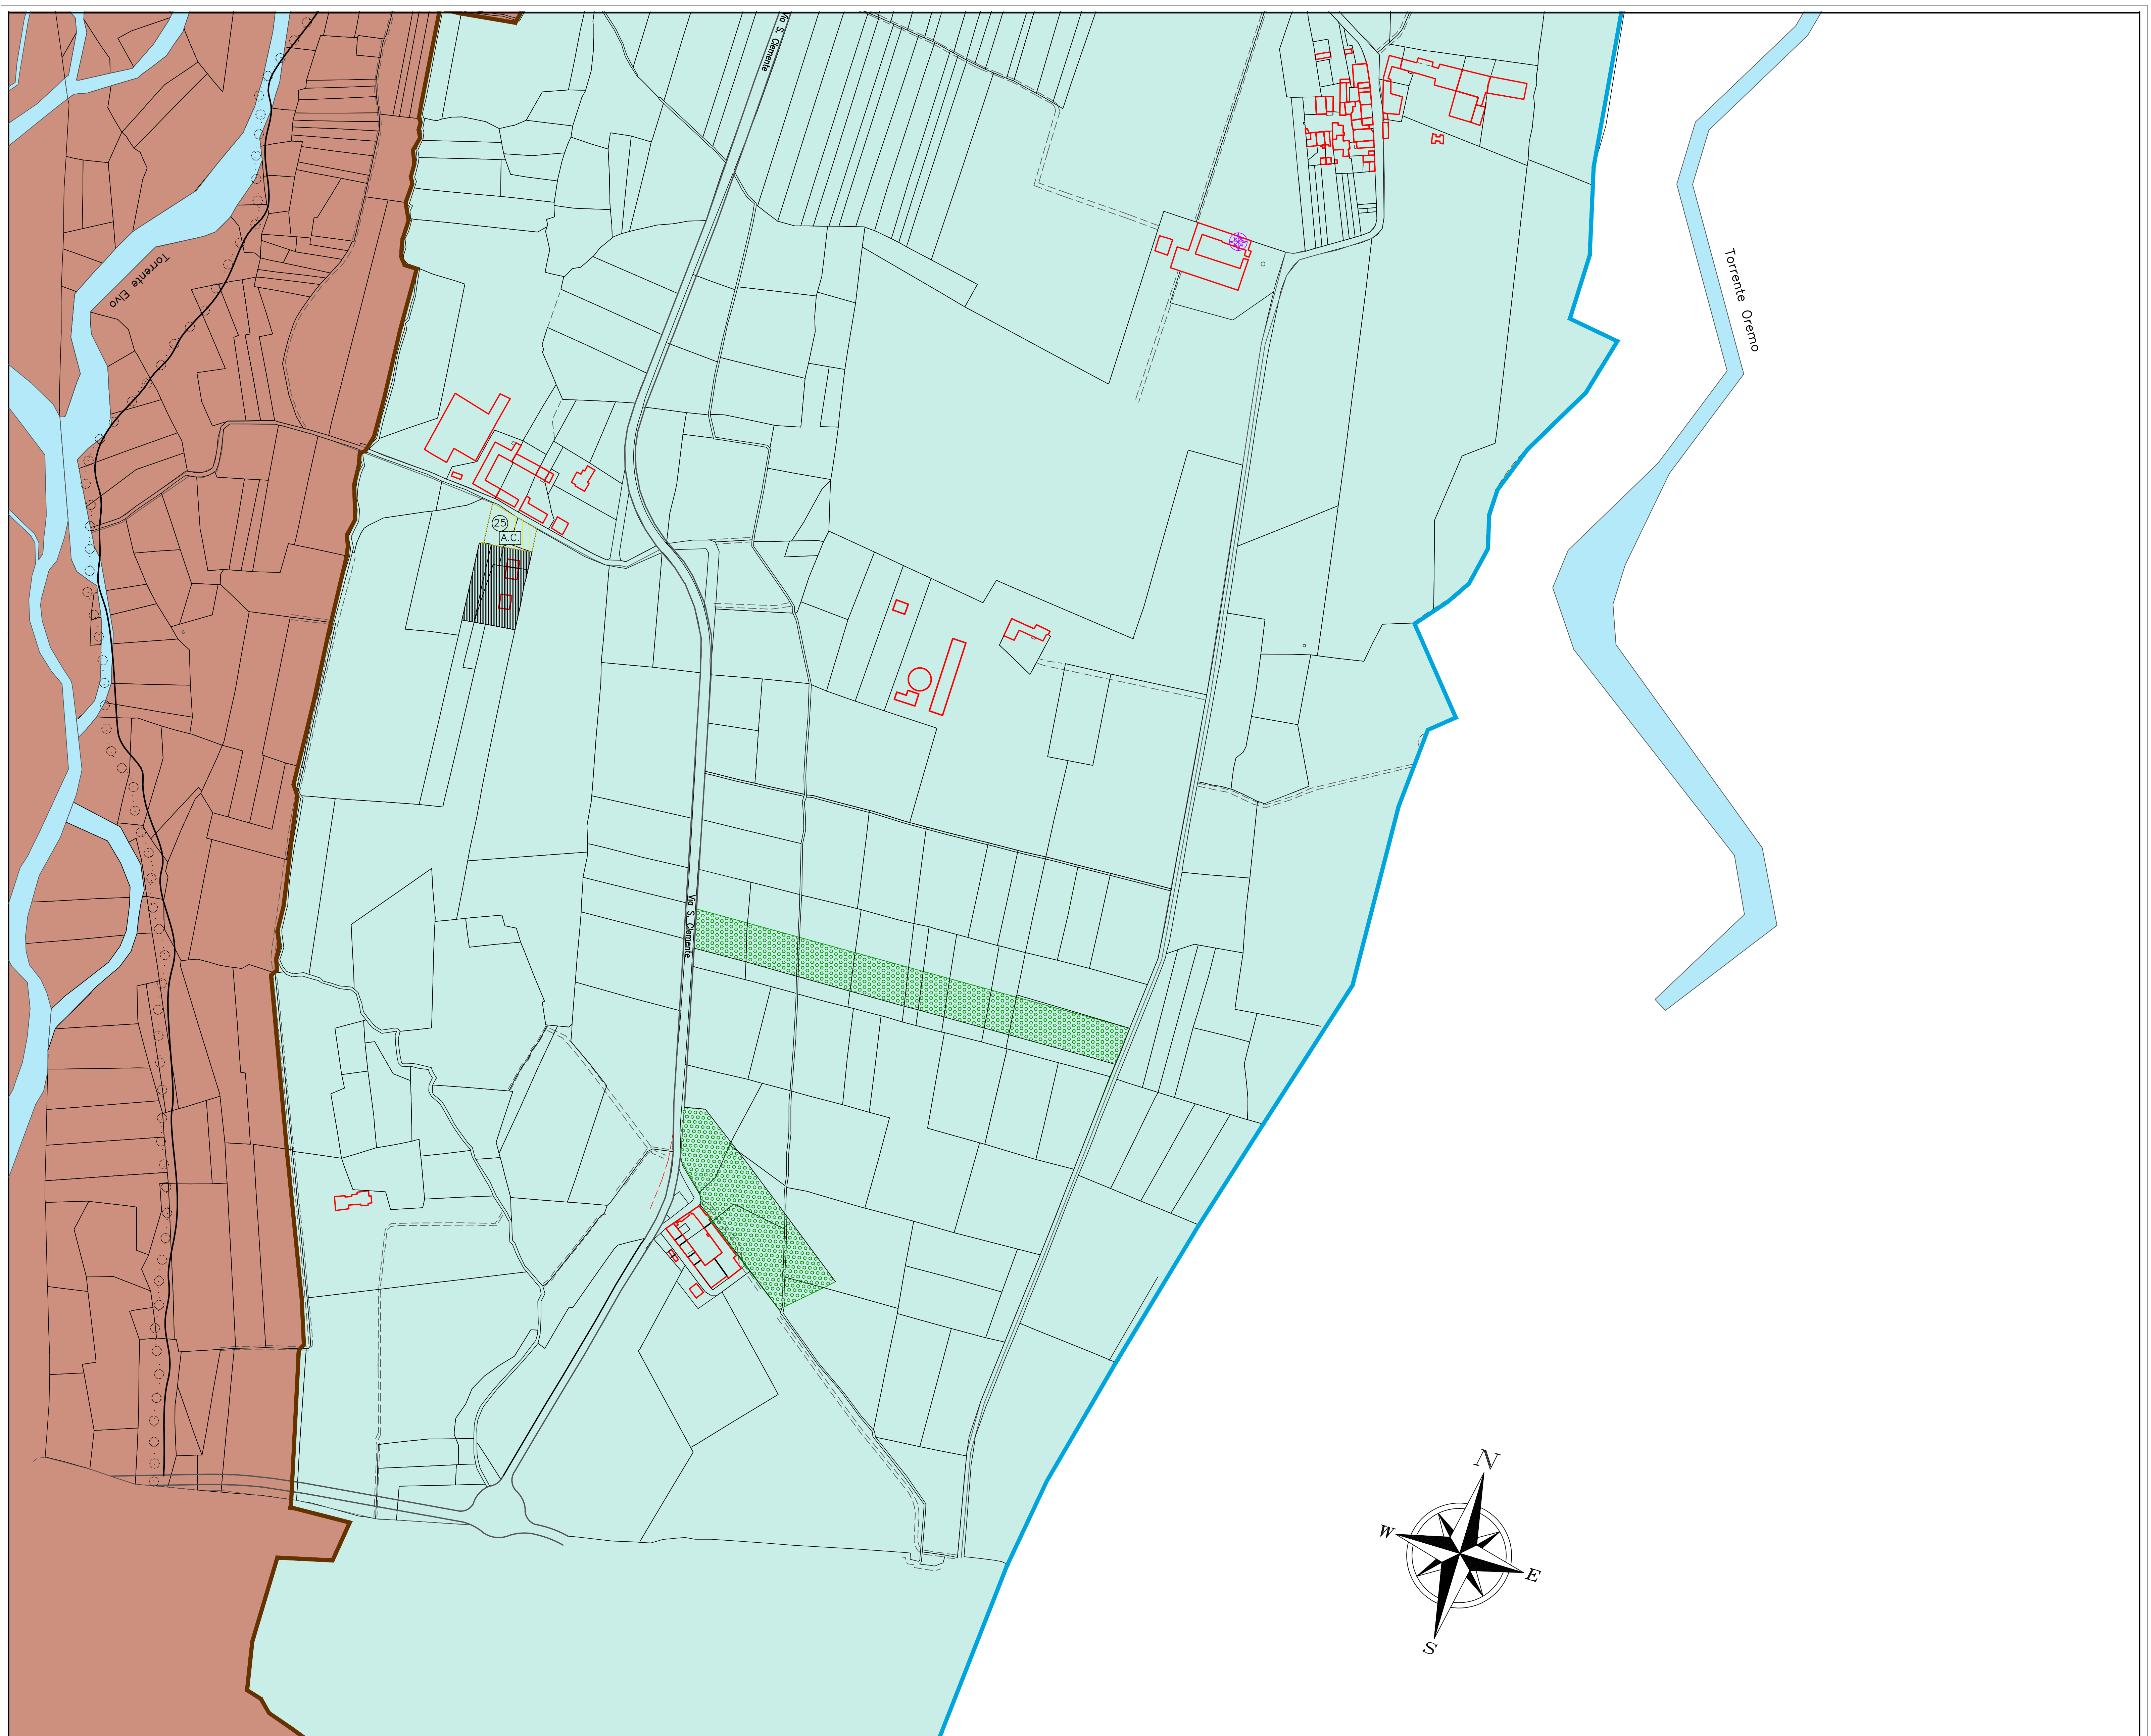 Via S. Clemente
Torrente Elvo
Torrente Oremo
25
A.C.
Via S. Clemente
N
W
E
S